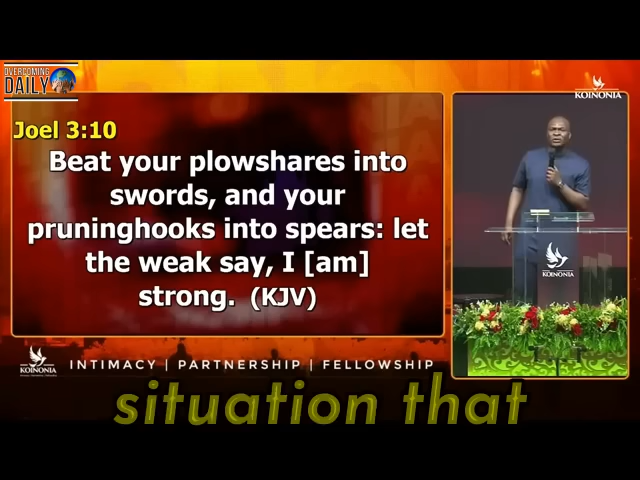 OVERCOMING
DAILY
Joel 3:10
Beat your plowshares into
swords, and your
pruninghooks into spears: let
the weak say, I [am]
strong. (KJV)
KOINONIA
KOINONIA
KOINONIA
INTIMACY | PARTNERSHIP | FELLOWSHIP
situation that